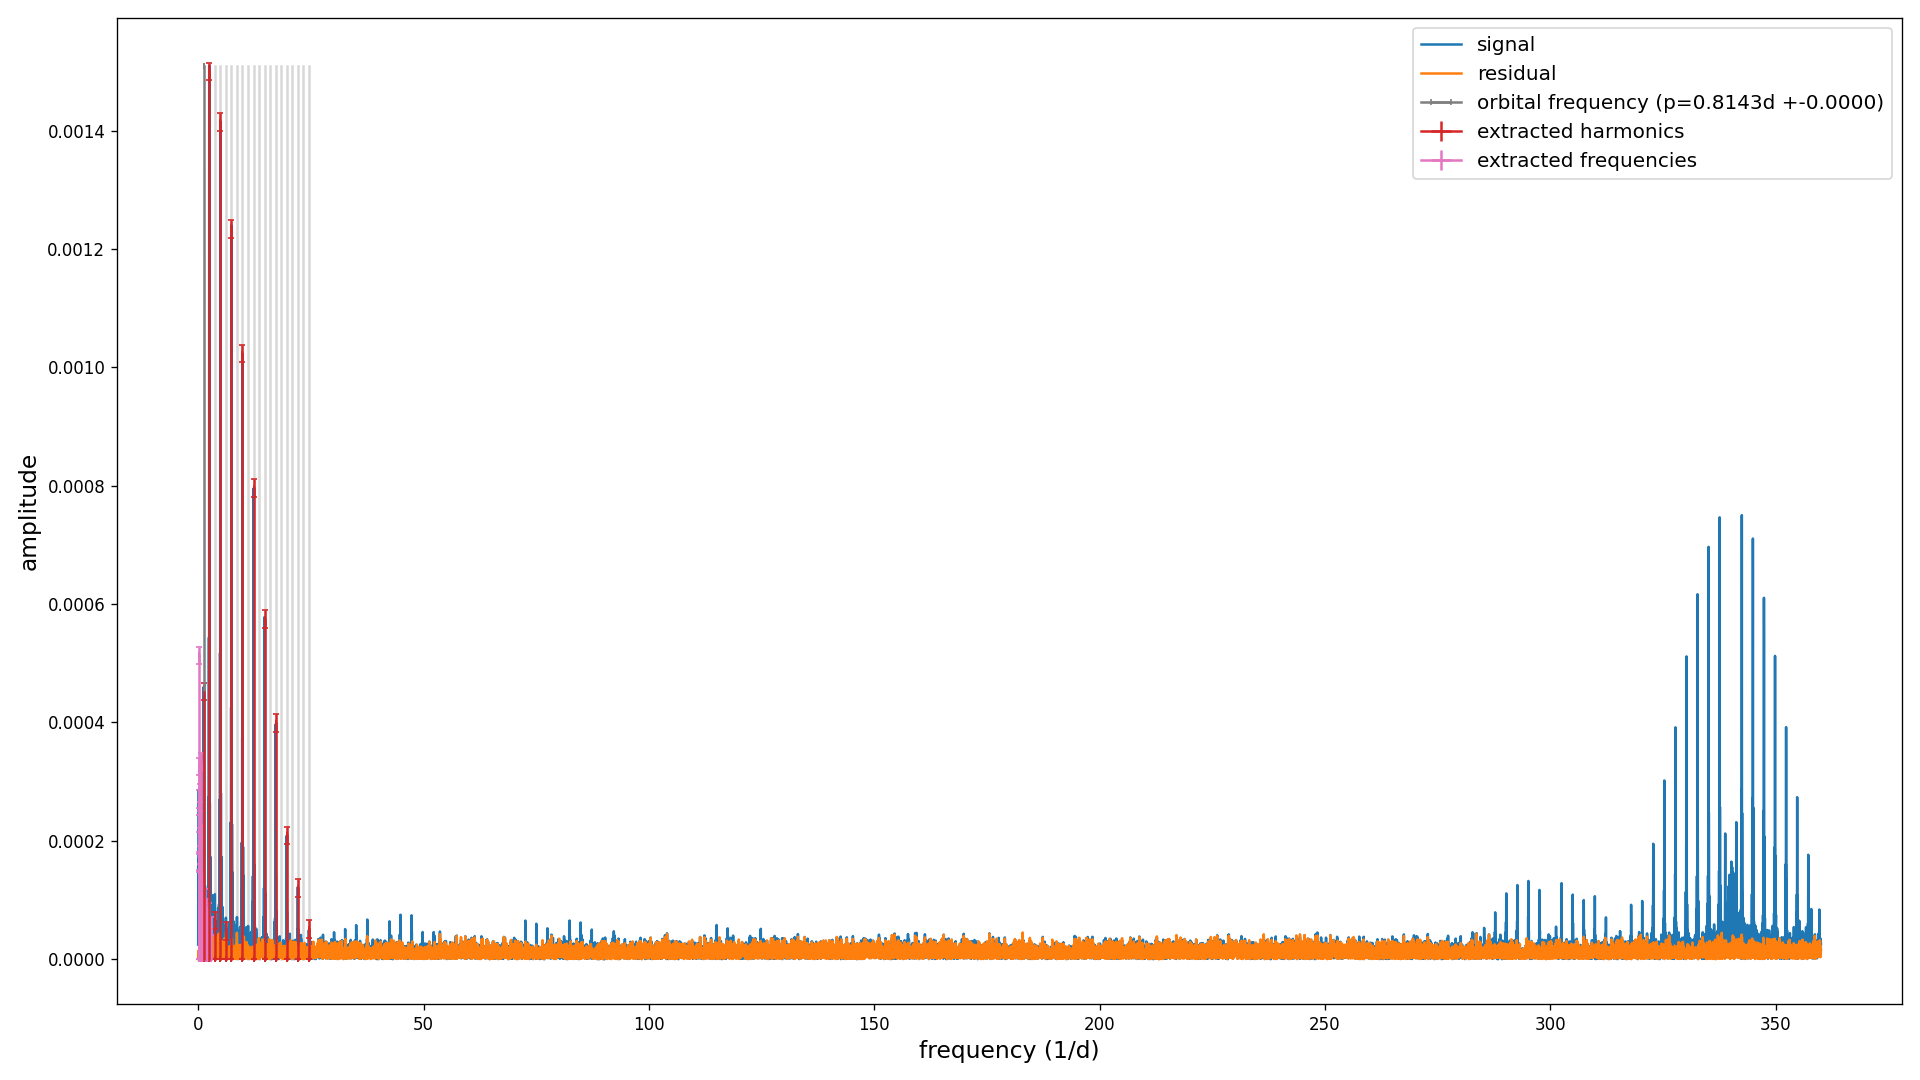 signal
residual
orbital frequency (p=0.8143d +-0.0000)
extracted harmonics
extracted frequencies
amplitude
0.0014
0.0012
0.0010
0.0008
0.0006
0.0004
0.0002
0.0000
0 50 100 150 200 250 300 350
frequency (1/d)